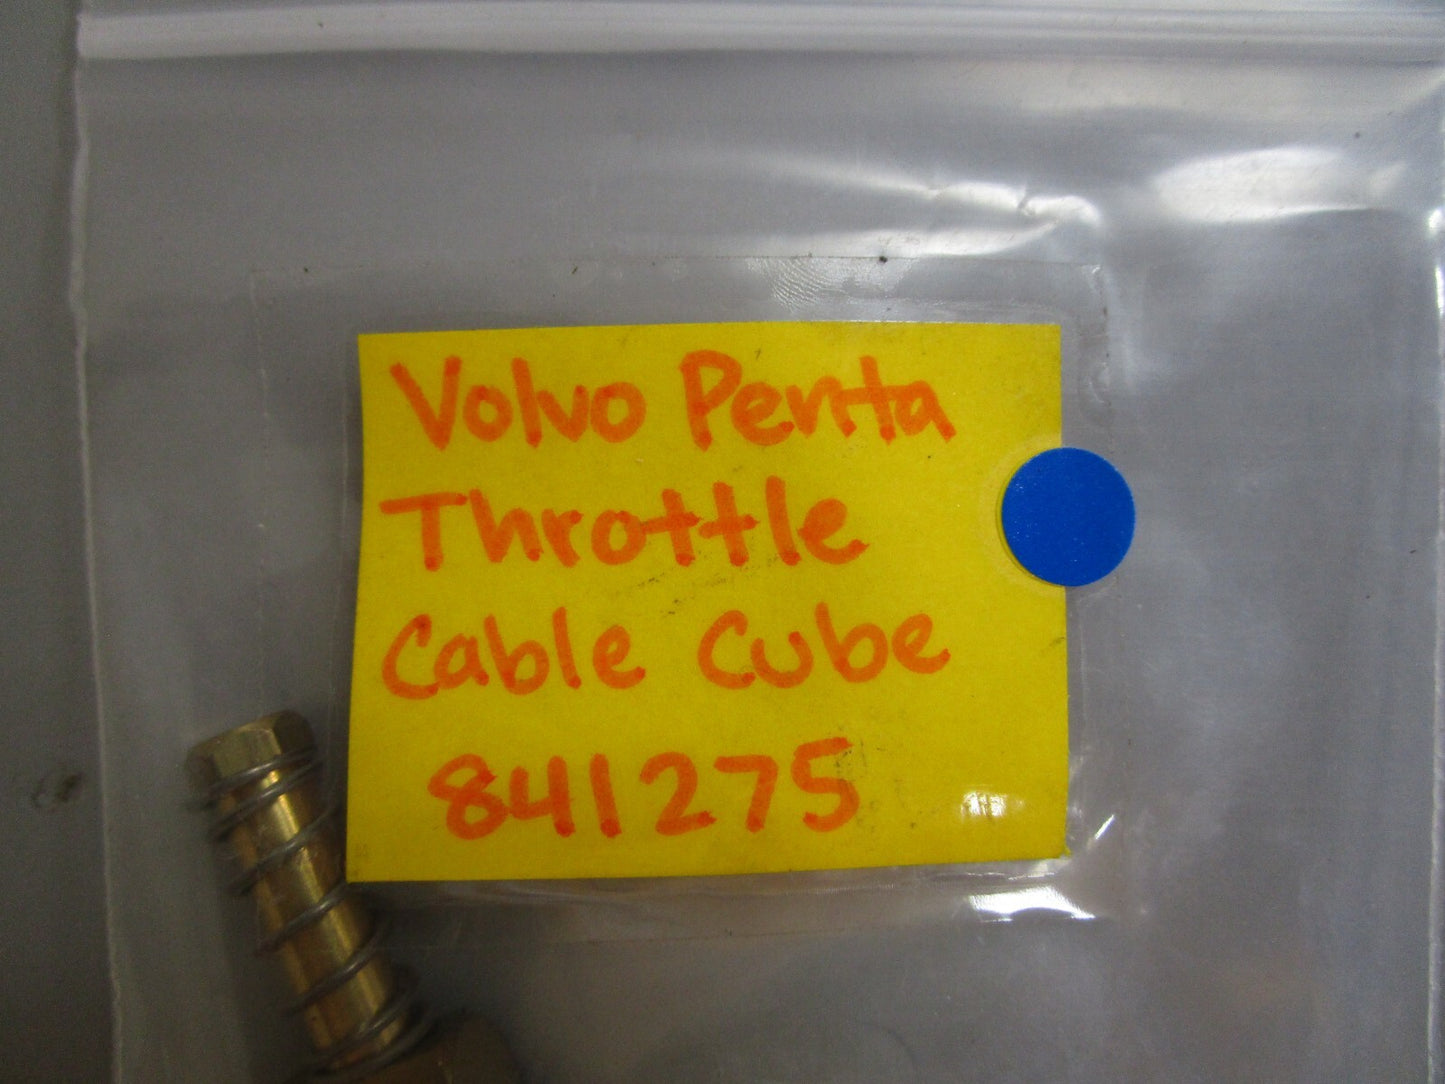 Volvo Penta
Throttle
Cable Cube
841275